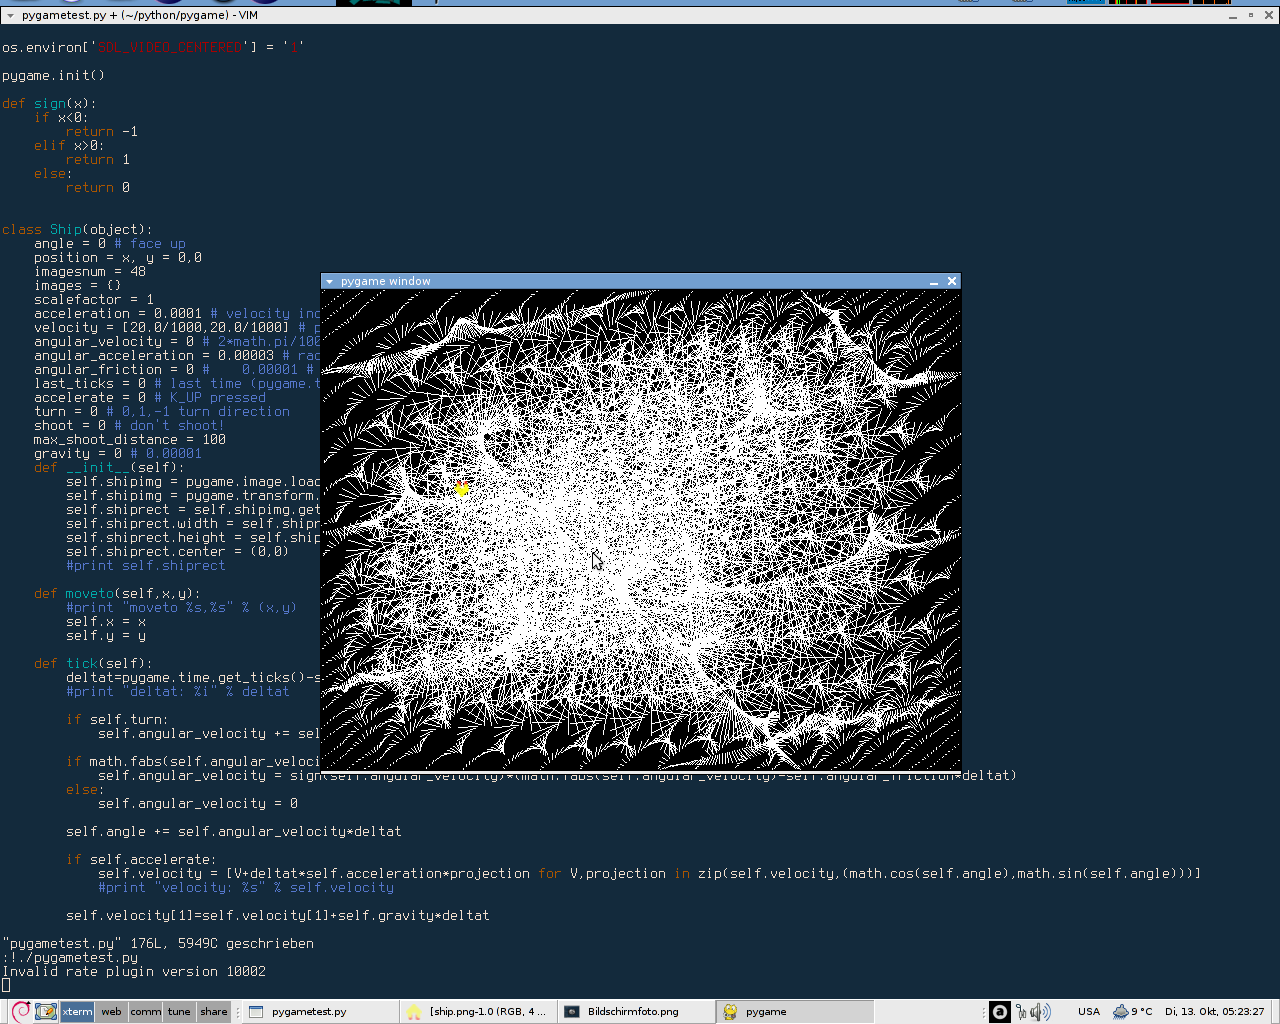 pygametest.py + (~/python/pygame) - VIM
os.environ['SDL_VIDEO_CENTERED'] = '1'
pygame.init()
def sign(x):
    if x<0:
        return -1
    elif x>0:
        return 1
    else:
        return 0
class Ship(object):
    angle = 0 # face up
    position = x, y = 0,0
    imagesnum = 48
    images = {}
    scalefactor = 1
    acceleration = 0.0001 # velocity inc
    velocity = [20.0/1000,20.0/1000] # p
    angular_velocity = 0 # 2*math.pi/100
    angular_acceleration = 0.00003 # rac
    angular_friction = 0 #    0.00001 #
    last_ticks = 0 # last time (pygame.t
    accelerate = 0 # K_UP pressed
    turn = 0 # 0,1,-1 turn direction
    shoot = 0 # don't shoot!
    max_shoot_distance = 100
    gravity = 0 # 0.00001
    def __init__(self):
        self.shipimg = pygame.image.load
        self.shipimg = pygame.transform.
        self.shiprect = self.shipimg.get
        self.shiprect.width = self.shipr
        self.shiprect.height = self.ship
        self.shiprect.center = (0,0)
        #print self.shiprect
    def moveto(self,x,y):
        #print "moveto %s,%s" % (x,y)
        self.x = x
        self.y = y
    def tick(self):
        deltat=pygame.time.get_ticks()-s
        #print "deltat: %i" % deltat
        if self.turn:
            self.angular_velocity += sel
        if math.fabs(self.angular_veloci
            self.angular_velocity = sign(self.angular_velocity)*(math.fabs(self.angular_velocity)-self.angular_friction*deltat)
        else:
            self.angular_velocity = 0
        self.angle += self.angular_velocity*deltat
        if self.accelerate:
            self.velocity = [V+deltat*self.acceleration*projection for V,projection in zip(self.velocity,(math.cos(self.angle),math.sin(self.angle)))]
            #print "velocity: %s" % self.velocity
        self.velocity[1]=self.velocity[1]+self.gravity*deltat
"pygametest.py" 176L, 5949C geschrieben
:!./pygametest.py
Invalid rate plugin version 10002
pygame window
xterm web comm tune share pygametest.py [ship.png-1.0 (RGB, 4 ... Bildschirmfoto.png pygame USA 9 °C Di, 13. Okt, 05:23:27